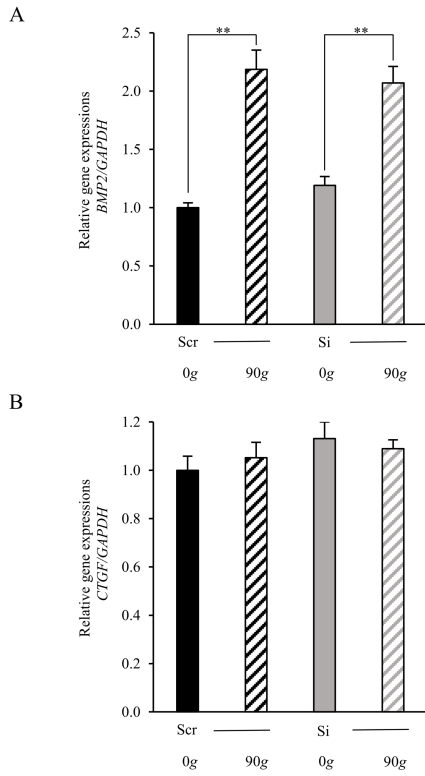 A
Relative gene expressions
BMP2/GAPDH
2.5
2.0
1.5
1.0
0.5
0.0
** **
Scr Si
0g 90g 0g 90g
B
Relative gene expressions
CTGF/GAPDH
1.2
1.0
0.8
0.6
0.4
0.2
0.0
Scr Si
0g 90g 0g 90g